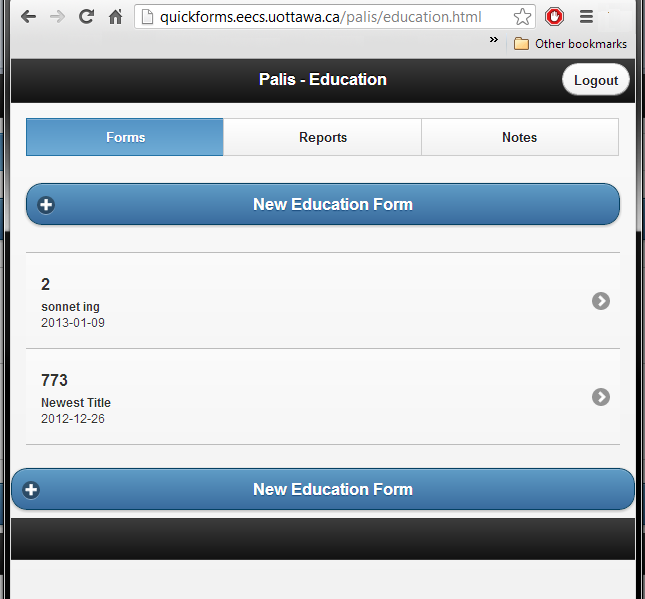 quickforms.eecs.uottawa.ca/palis/education.html
» Other bookmarks
Palis - Education Logout
Forms Reports Notes
New Education Form
2
sonnet ing
2013-01-09
773
Newest Title
2012-12-26
New Education Form